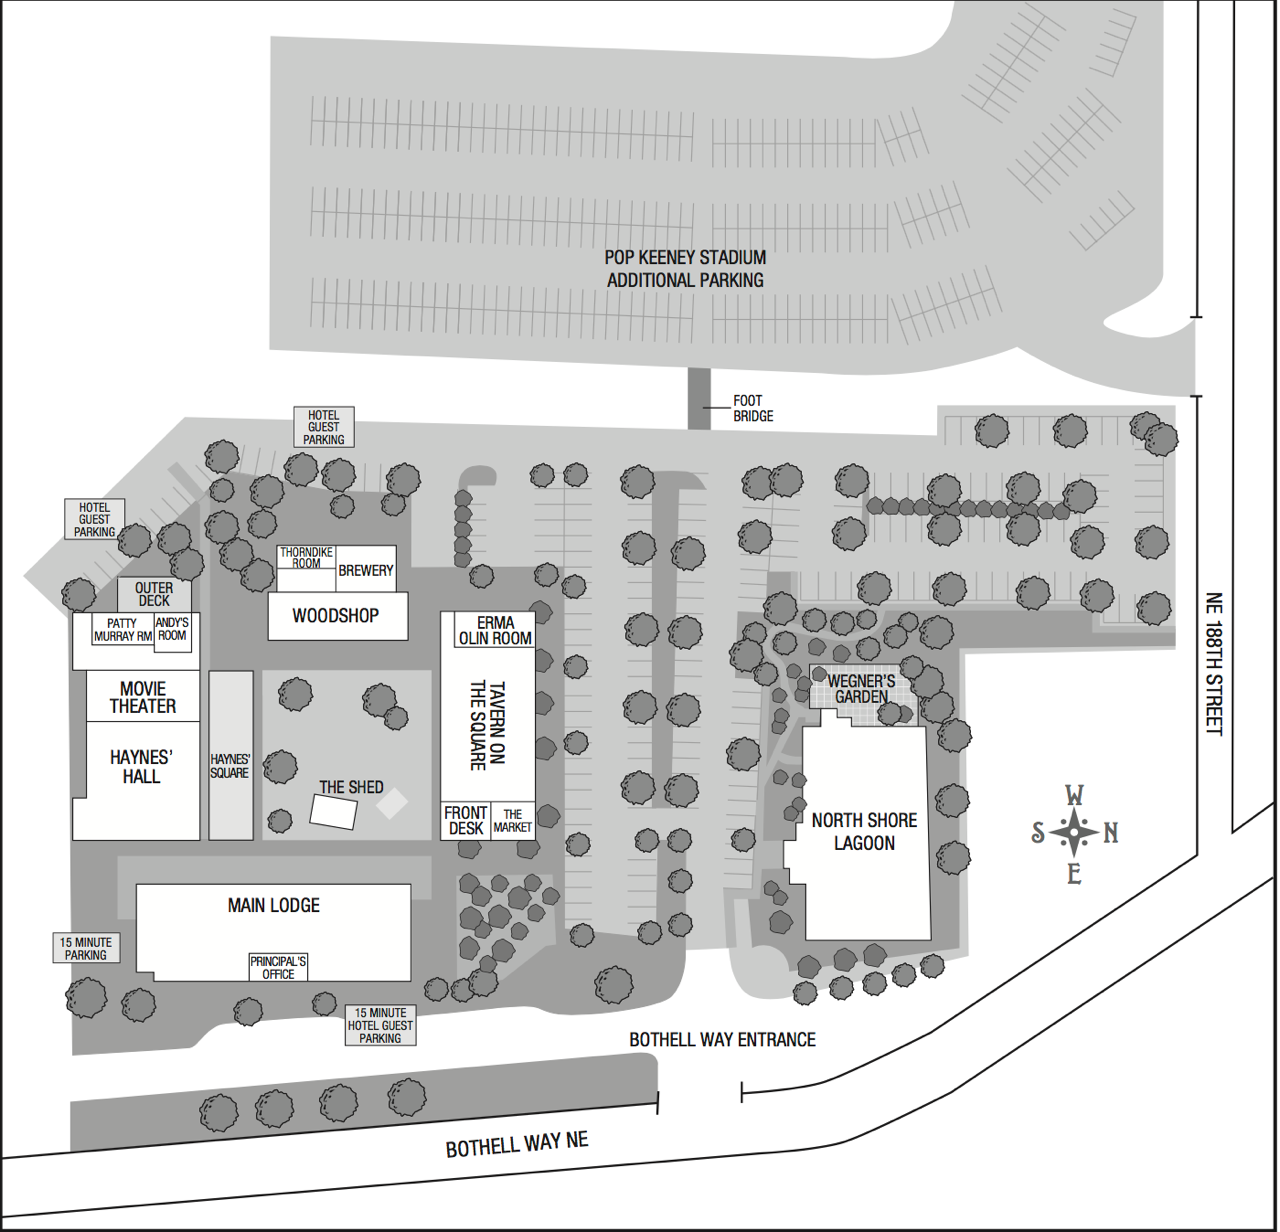 POP KEENEY STADIUM
ADDITIONAL PARKING
FOOT
BRIDGE
HOTEL
GUEST
PARKING
HOTEL
GUEST
PARKING
THORNDIKE
ROOM
BREWERY
WOODSHOP
OUTER
DECK
PATTY
MURRAY RM
ANDY'S
ROOM
MOVIE
THEATER
HAYNES'
HALL
HAYNES'
SQUARE
THE SHED
ERMA
OLIN ROOM
TAVERN ON
THE SQUARE
FRONT
DESK
THE
MARKET
WEGNER'S
GARDEN
NORTH SHORE
LAGOON
NE 188TH STREET
W
S
N
E
MAIN LODGE
PRINCIPAL'S
OFFICE
15 MINUTE
PARKING
15 MINUTE
HOTEL GUEST
PARKING
BOTHELL WAY ENTRANCE
BOTHELL WAY NE